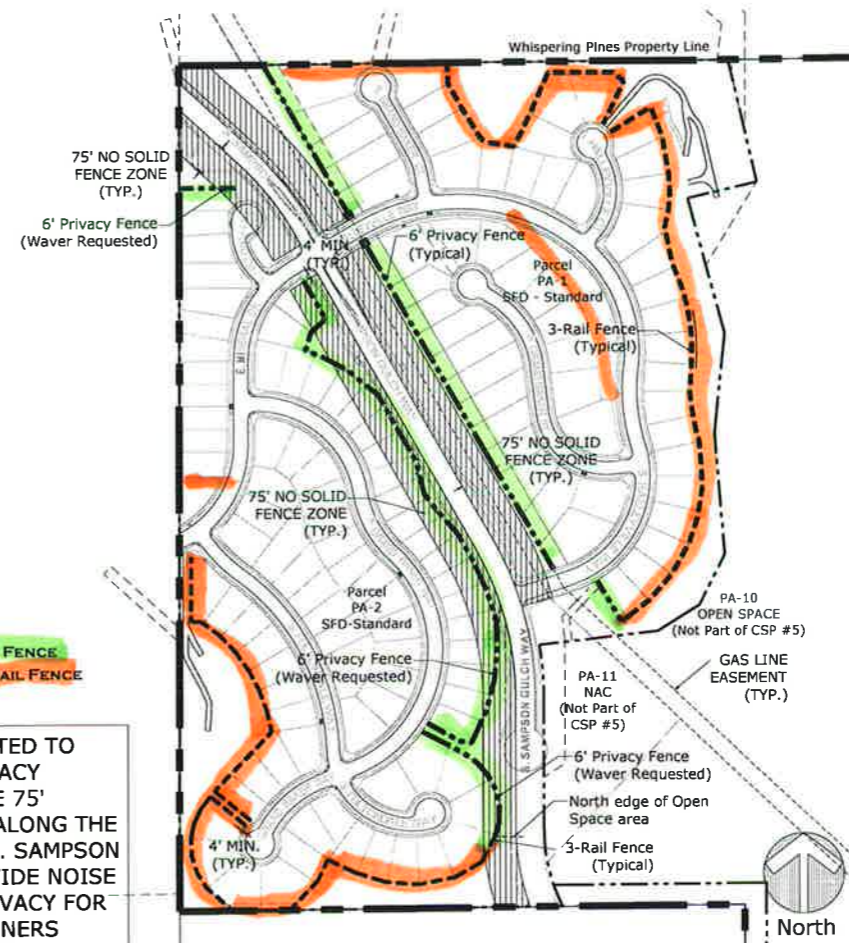 Whispering Pines Property Line
75' NO SOLID
FENCE ZONE
(TYP.)
6' Privacy Fence
(Waver Requested)
4' MIN.
(TYP.)
6' Privacy Fence
(Typical)
Parcel
PA-1
SFD - Standard
3-Rail Fence
(Typical)
75' NO SOLID
FENCE ZONE
(TYP.)
75' NO SOLID
FENCE ZONE
(TYP.)
Parcel
PA-2
SFD-Standard
6' Privacy Fence
(Waver Requested)
S. SAMPSON GULCH WAY
PA-10
OPEN SPACE
(Not Part of CSP #5)
GAS LINE
EASEMENT
(TYP.)
PA-11
NAC
(Not Part of
CSP #5)
6' Privacy Fence
(Waver Requested)
North edge of Open
Space area
3-Rail Fence
(Typical)
4' MIN.
(TYP.)
FENCE
AIL FENCE
TED TO
ACY
E 75'
ALONG THE
. SAMPSON
IDE NOISE
VACY FOR
NERS
North